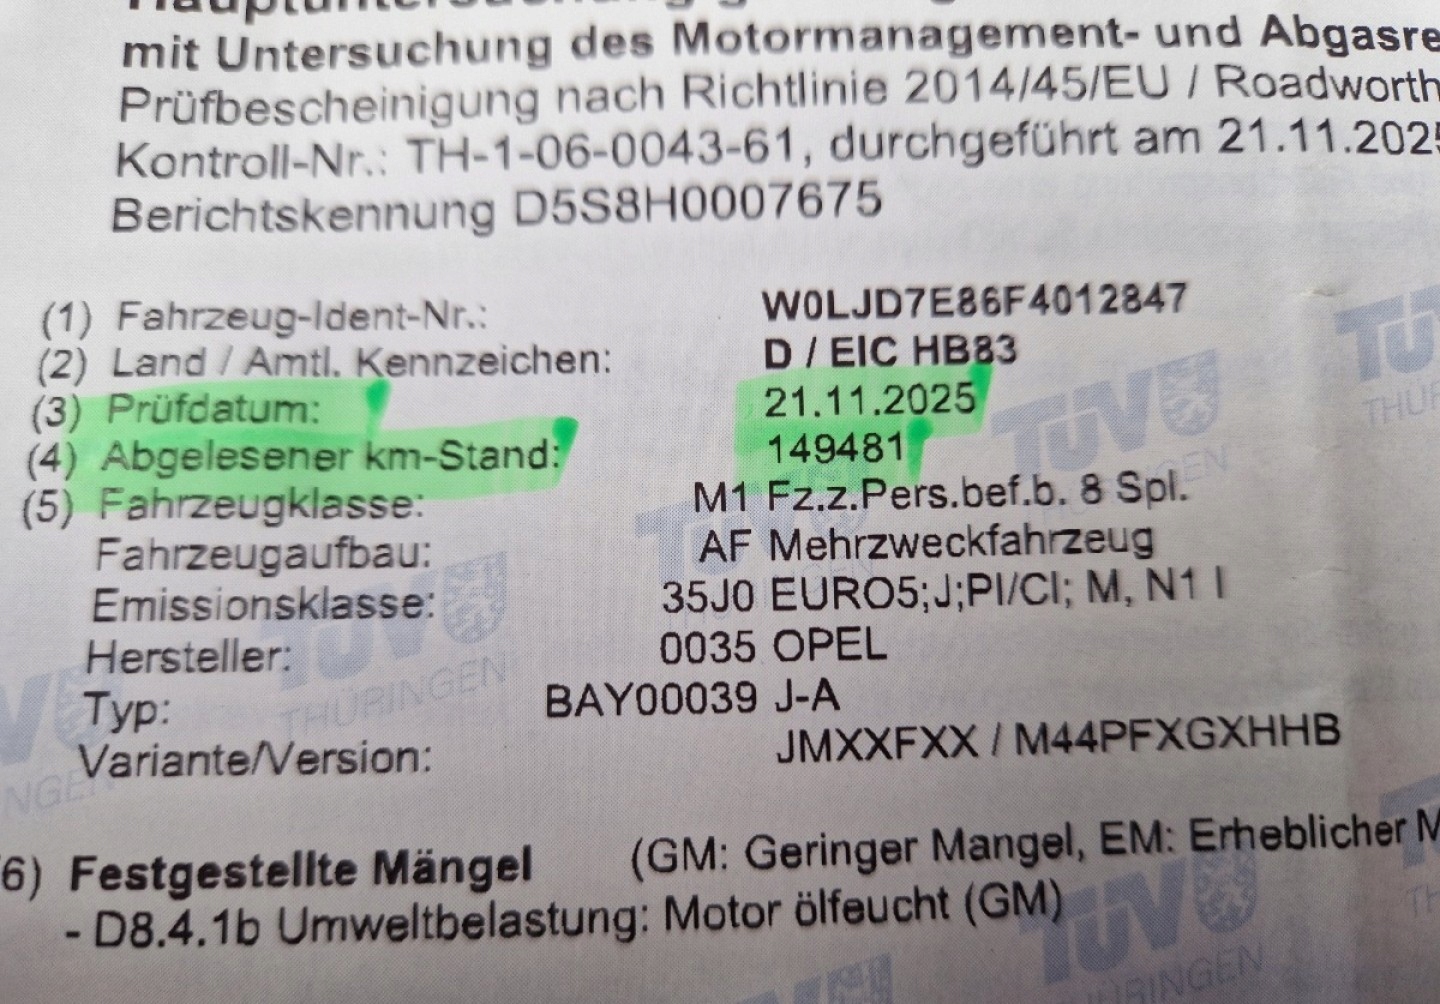 mit Untersuchung des Motormanagement- und Abgasre
Prüfbescheinigung nach Richtlinie 2014/45/EU / Roadworth
Kontroll-Nr.: TH-1-06-0043-61, durchgeführt am 21.11.2025
Berichtskennung D5S8H0007675
(1) Fahrzeug-Ident-Nr.: W0LJD7E86F4012847
(2) Land / Amtl. Kennzeichen: D / EIC HB83
(3) Prüfdatum: 21.11.2025
(4) Abgelesener km-Stand: 149481
(5) Fahrzeugklasse: M1 Fz.z.Pers.bef.b. 8 Spl.
Fahrzeugaufbau: AF Mehrzweckfahrzeug
Emissionsklasse: 35J0 EURO5;J;PI/CI; M, N1 I
Hersteller: 0035 OPEL
Typ: BAY00039 J-A
Variante/Version: JMXXFXX / M44PFXGXHHB
6) Festgestellte Mängel (GM: Geringer Mangel, EM: Erheblicher M
- D8.4.1b Umweltbelastung: Motor ölfeucht (GM)
TÜV
THÜRINGEN